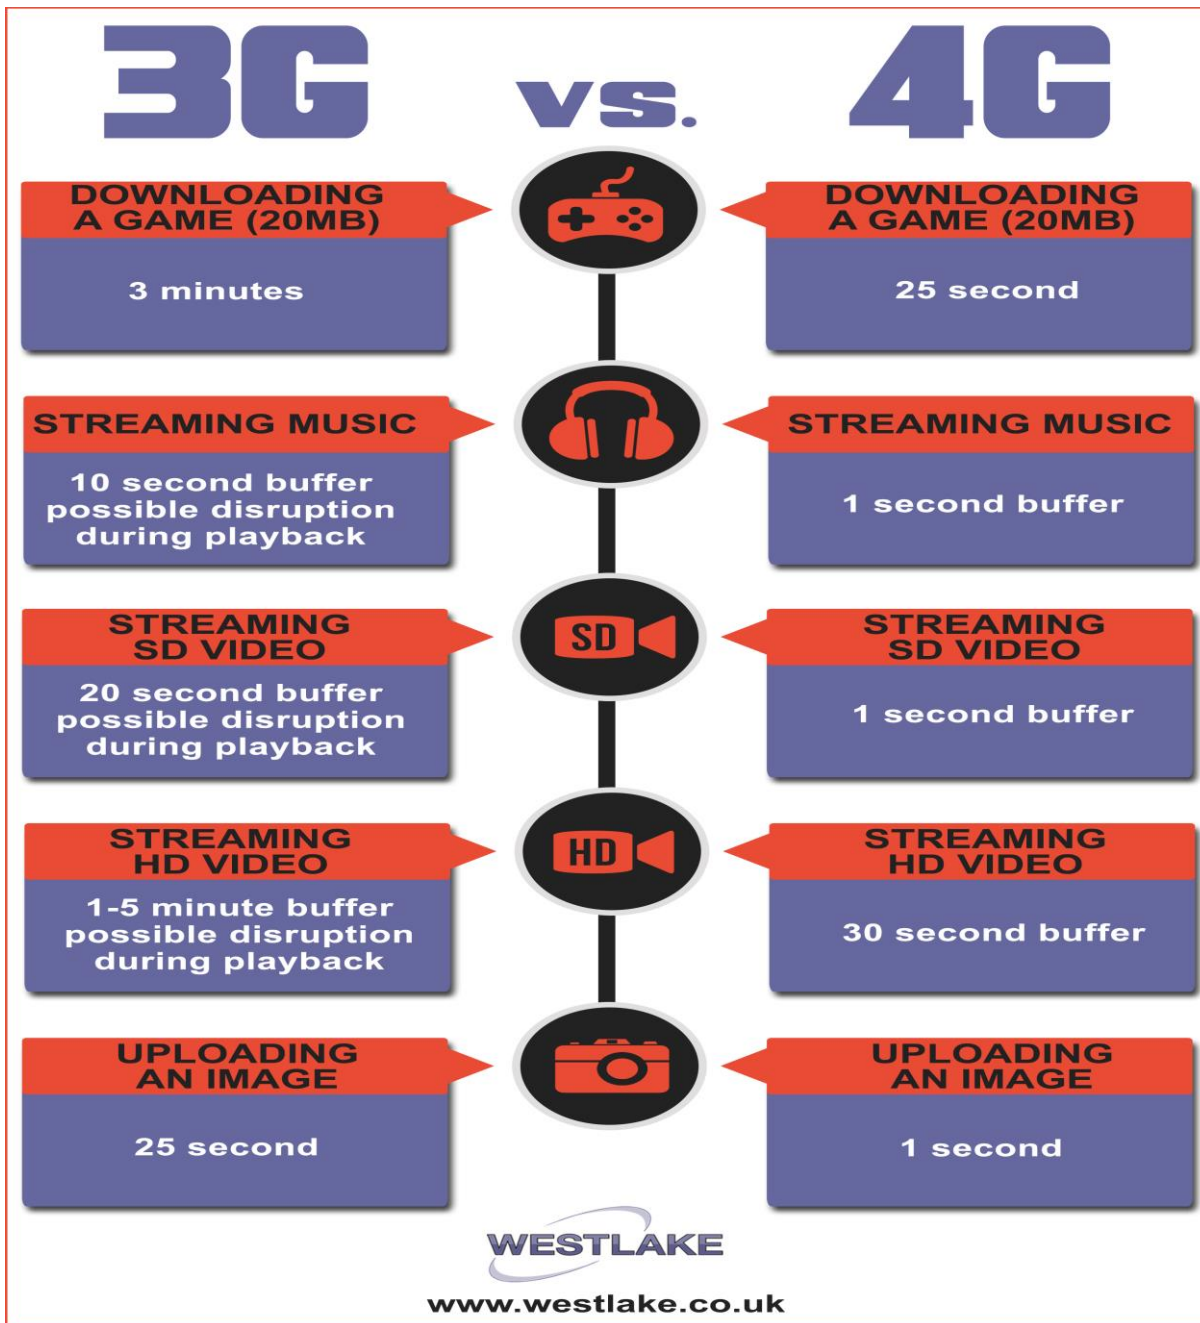 3G vs. 4G
DOWNLOADING
A GAME (20MB)
3 minutes
DOWNLOADING
A GAME (20MB)
25 second
STREAMING MUSIC
10 second buffer
possible disruption
during playback
STREAMING MUSIC
1 second buffer
STREAMING
SD VIDEO
20 second buffer
possible disruption
during playback
SD
STREAMING
SD VIDEO
1 second buffer
STREAMING
HD VIDEO
1-5 minute buffer
possible disruption
during playback
HD
STREAMING
HD VIDEO
30 second buffer
UPLOADING
AN IMAGE
25 second
UPLOADING
AN IMAGE
1 second
WESTLAKE
www.westlake.co.uk